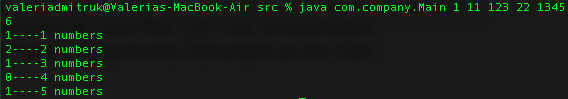 valeriadmitruk@Valerias-MacBook-Air src % java com.company.Main 1 11 123 22 1345
6
1----1 numbers
2----2 numbers
1----3 numbers
0----4 numbers
1----5 numbers